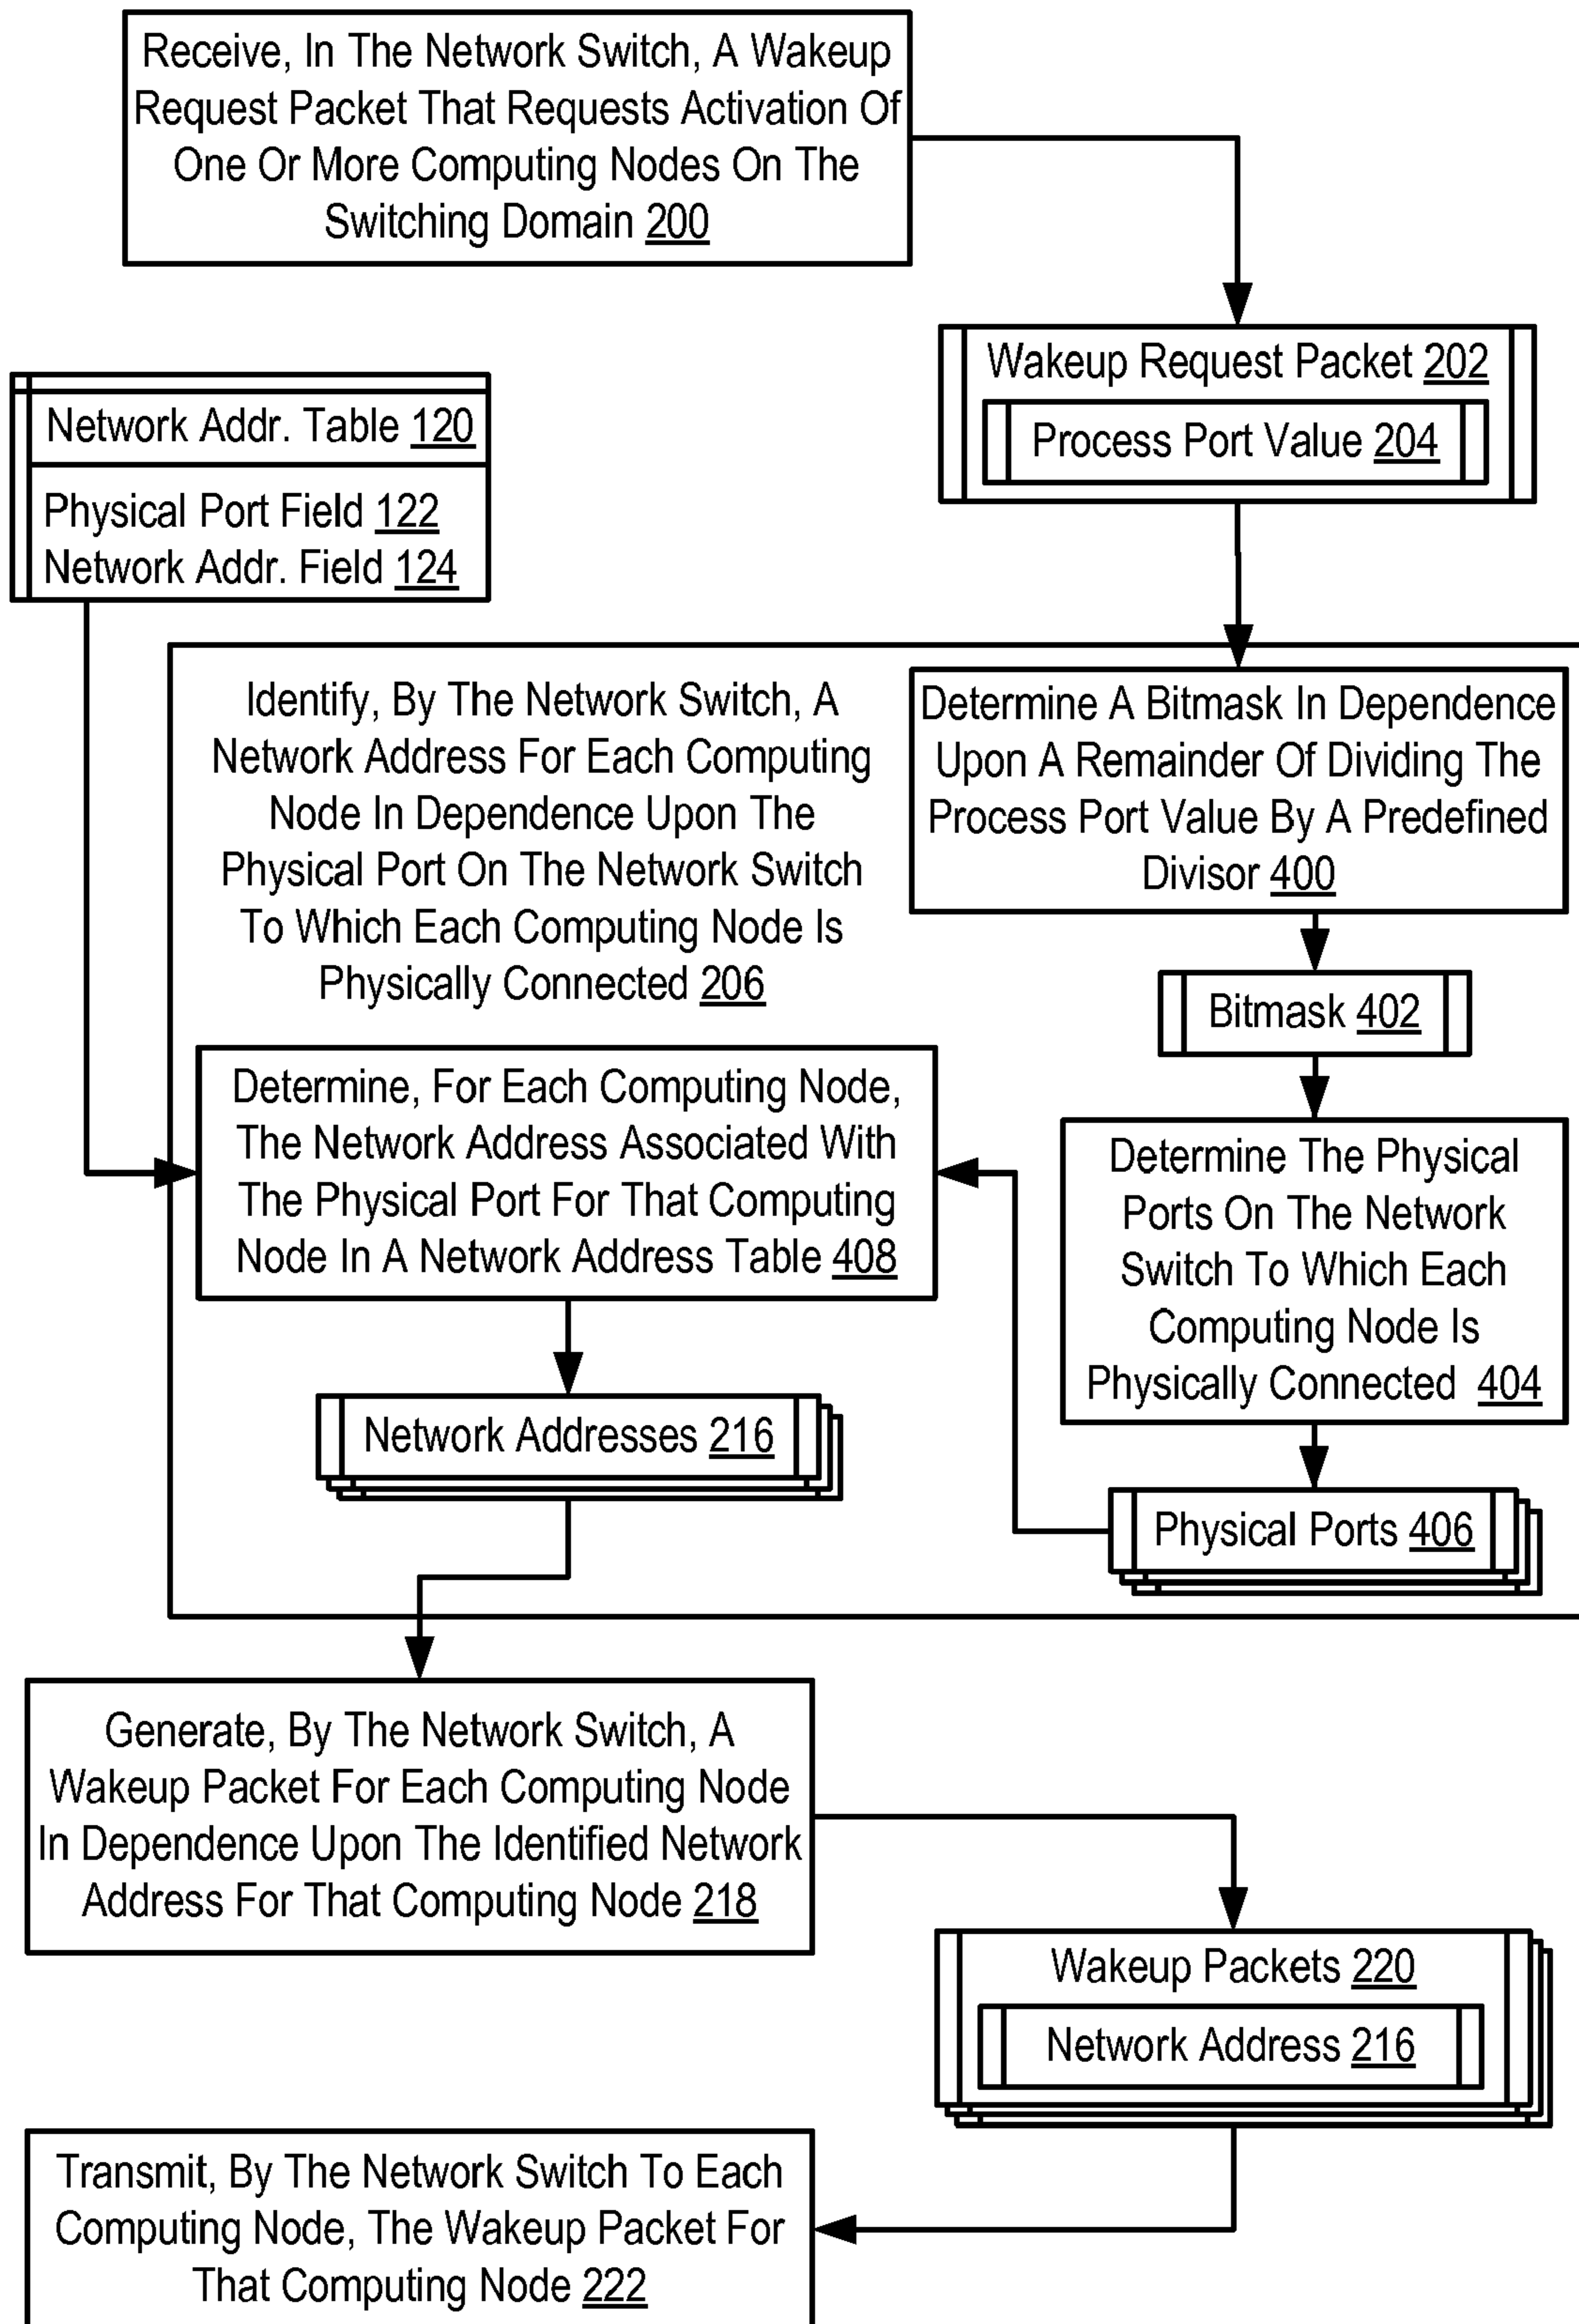 Receive, In The Network Switch, A Wakeup
Request Packet That Requests Activation Of
One Or More Computing Nodes On The
Switching Domain 200
Wakeup Request Packet 202
Process Port Value 204
Network Addr. Table 120
Physical Port Field 122
Network Addr. Field 124
Identify, By The Network Switch, A
Network Address For Each Computing
Node In Dependence Upon The
Physical Port On The Network Switch
To Which Each Computing Node Is
Physically Connected 206
Determine A Bitmask In Dependence
Upon A Remainder Of Dividing The
Process Port Value By A Predefined
Divisor 400
Bitmask 402
Determine The Physical
Ports On The Network
Switch To Which Each
Computing Node Is
Physically Connected 404
Physical Ports 406
Determine, For Each Computing Node,
The Network Address Associated With
The Physical Port For That Computing
Node In A Network Address Table 408
Network Addresses 216
Generate, By The Network Switch, A
Wakeup Packet For Each Computing Node
In Dependence Upon The Identified Network
Address For That Computing Node 218
Wakeup Packets 220
Network Address 216
Transmit, By The Network Switch To Each
Computing Node, The Wakeup Packet For
That Computing Node 222